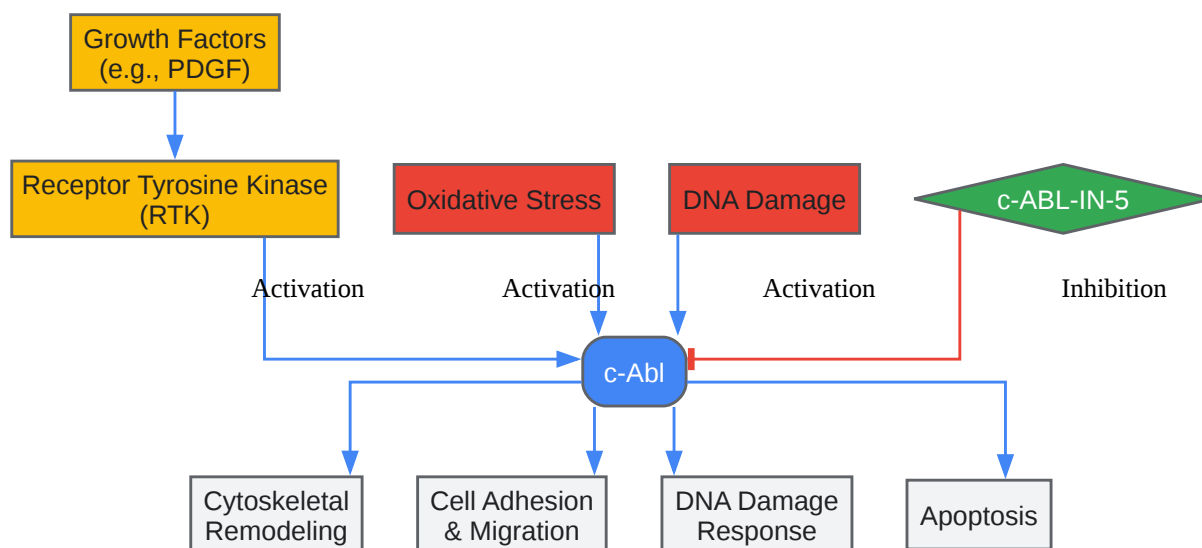 Growth Factors
(e.g., PDGF)
Receptor Tyrosine Kinase
(RTK)
Oxidative Stress
DNA Damage
c-ABL-IN-5
Activation
Activation
Activation
Inhibition
c-Abl
Cytoskeletal
Remodeling
Cell Adhesion
& Migration
DNA Damage
Response
Apoptosis